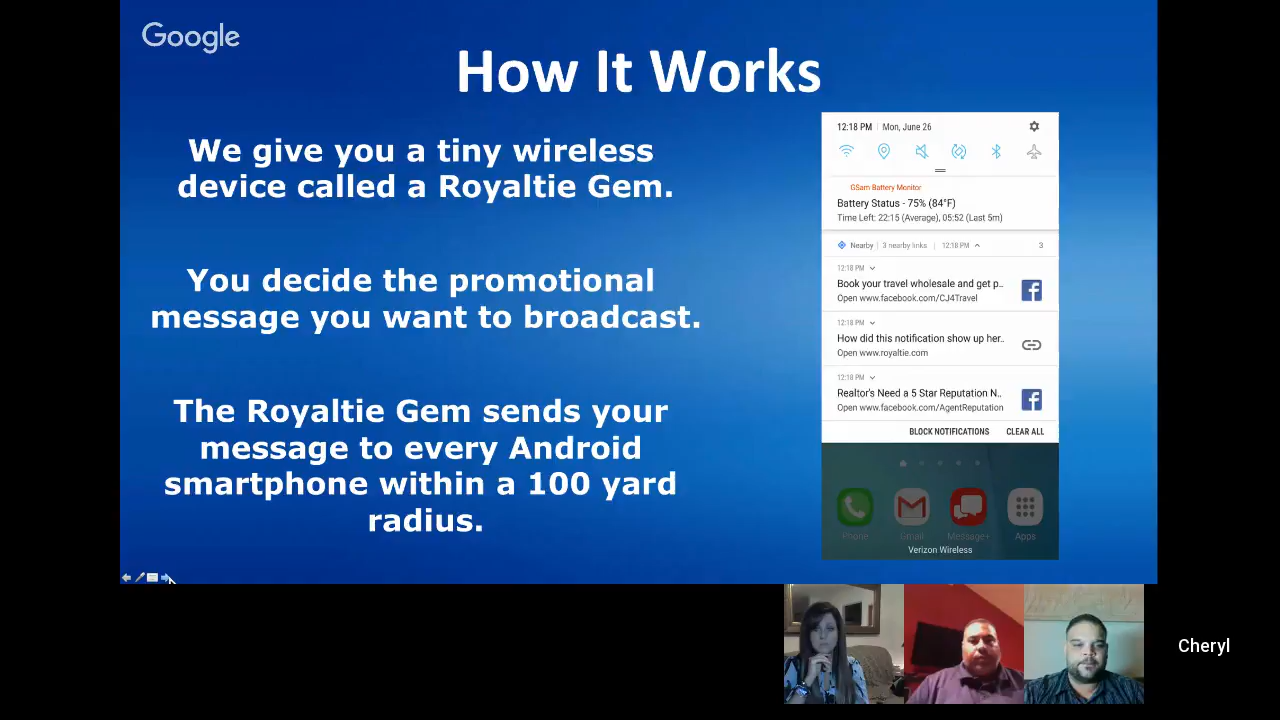 Google
How It Works
We give you a tiny wireless
device called a Royaltie Gem.
You decide the promotional
message you want to broadcast.
The Royaltie Gem sends your
message to every Android
smartphone within a 100 yard
radius.
12:18 PM | Mon, June 26
GSam Battery Monitor
Battery Status - 75% (84°F)
Time Left: 22:15 (Average), 05:52 (Last 5m)
Nearby | 3 nearby links | 12:18 PM 3
12:18 PM
Book your travel wholesale and get p..
Open www.facebook.com/CJ4Travel
12:18 PM
How did this notification show up her..
Open www.royaltie.com
12:18 PM
Realtor's Need a 5 Star Reputation N..
Open www.facebook.com/AgentReputation
BLOCK NOTIFICATIONS CLEAR ALL
Phone Gmail Message+ Apps
Verizon Wireless
Cheryl